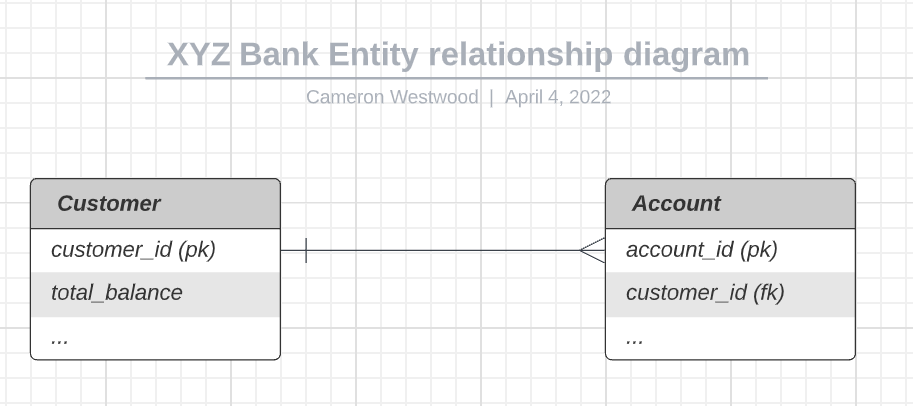 XYZ Bank Entity relationship diagram
Cameron Westwood | April 4, 2022
Customer
customer_id (pk)
total_balance
...
Account
account_id (pk)
customer_id (fk)
...